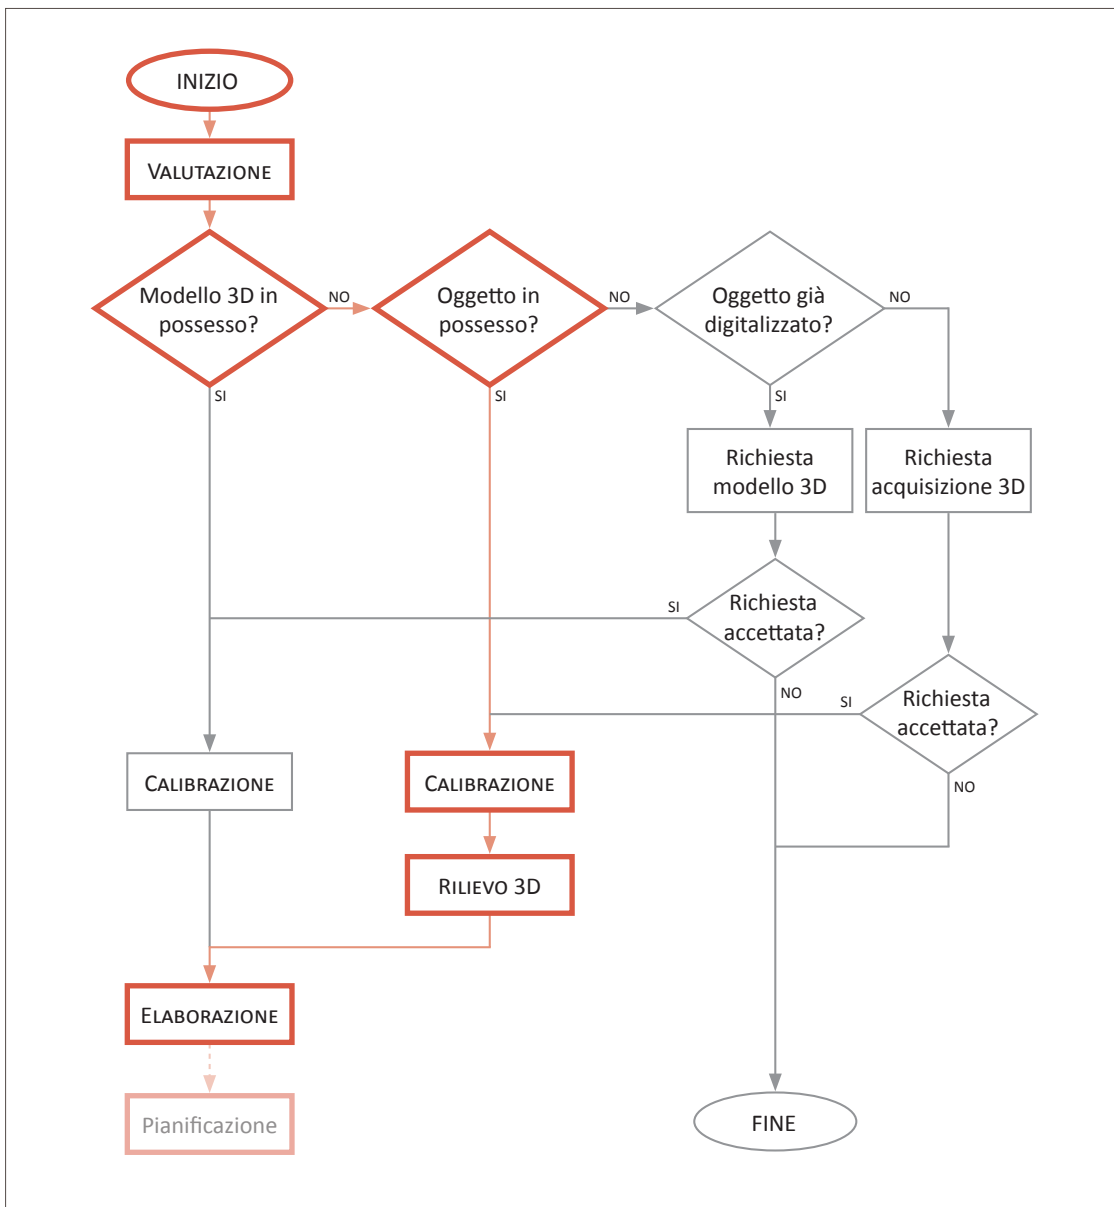 INIZIO
VALUTAZIONE
Modello 3D in
possesso?
NO
SI
Oggetto in
possesso?
NO
SI
Oggetto già
digitalizzato?
NO
SI
Richiesta
modello 3D
Richiesta
acquisizione 3D
Richiesta
accettata?
SI
NO
Richiesta
accettata?
SI
NO
CALIBRAZIONE
CALIBRAZIONE
RILIEVO 3D
ELABORAZIONE
Pianificazione
FINE